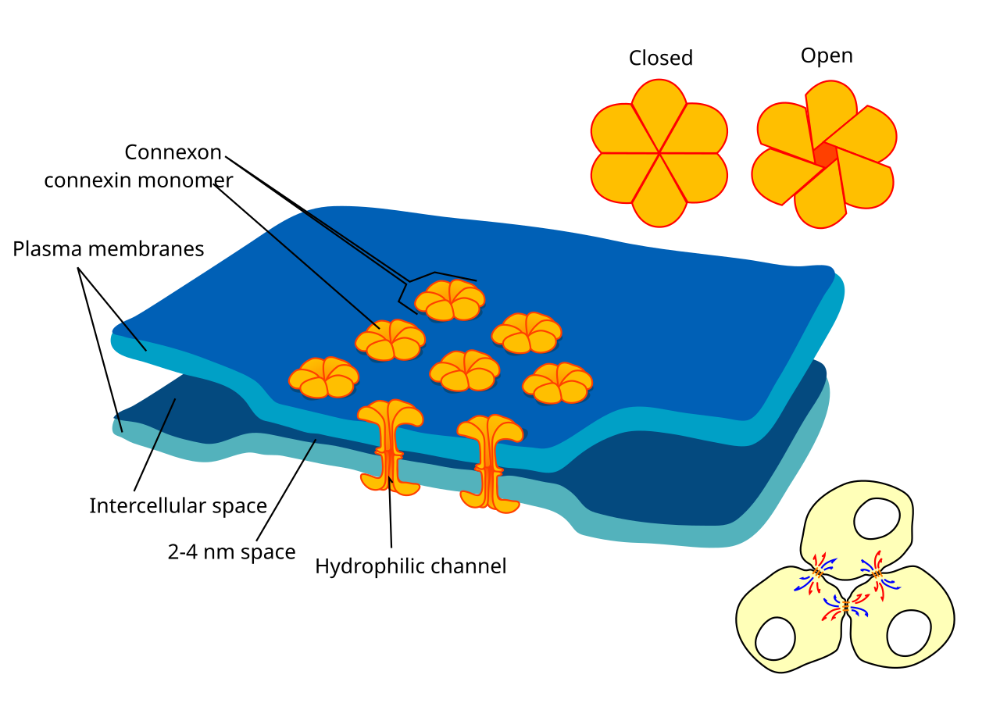 Closed
Open
Connexon
connexin monomer
Plasma membranes
Intercellular space
2-4 nm space
Hydrophilic channel